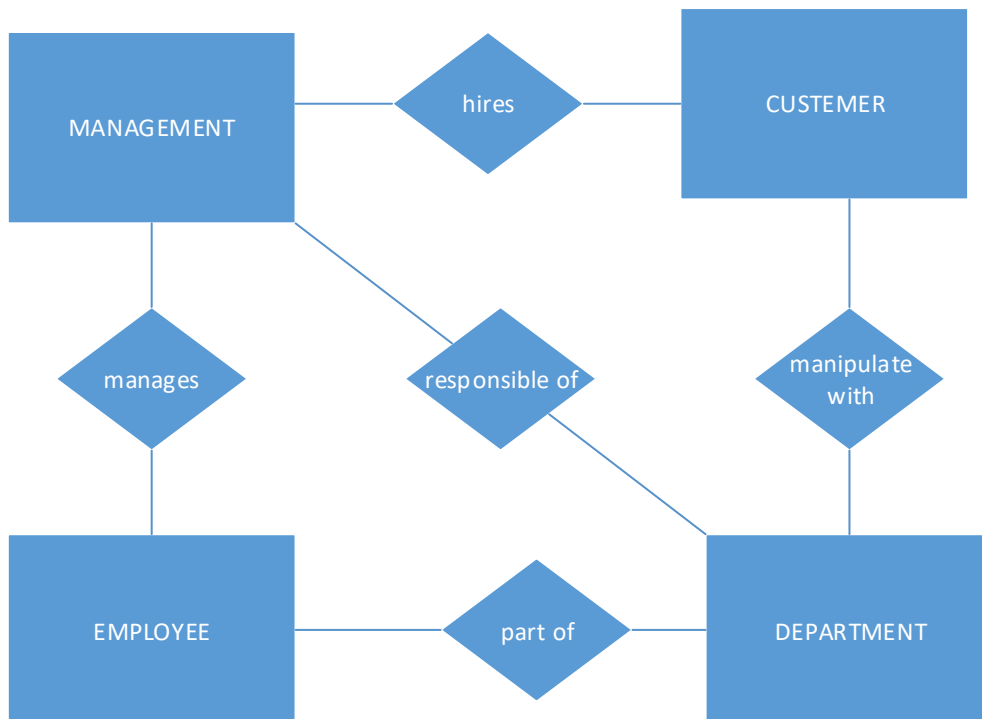 MANAGEMENT
hires
CUSTEMER
manages
responsible of
manipulate
with
EMPLOYEE
part of
DEPARTMENT